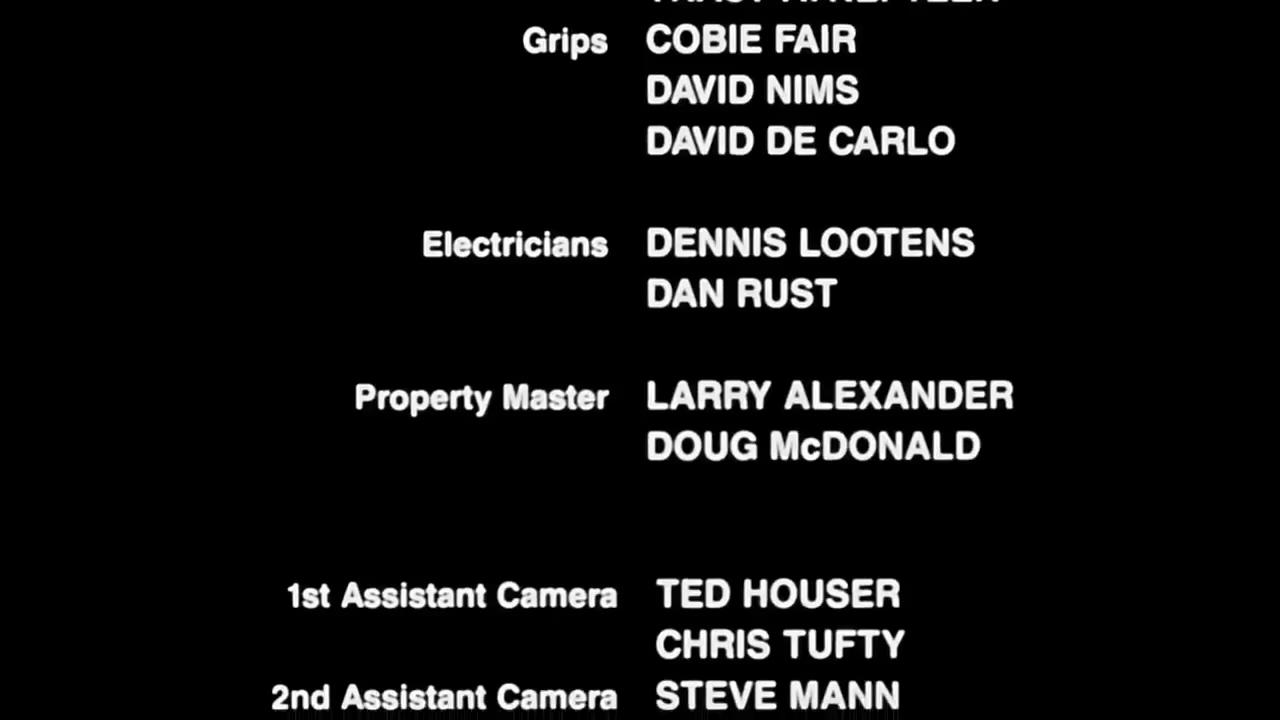 Grips COBIE FAIR
DAVID NIMS
DAVID DE CARLO
Electricians DENNIS LOOTENS
DAN RUST
Property Master LARRY ALEXANDER
DOUG McDONALD
1st Assistant Camera TED HOUSER
CHRIS TUFTY
2nd Assistant Camera STEVE MANN